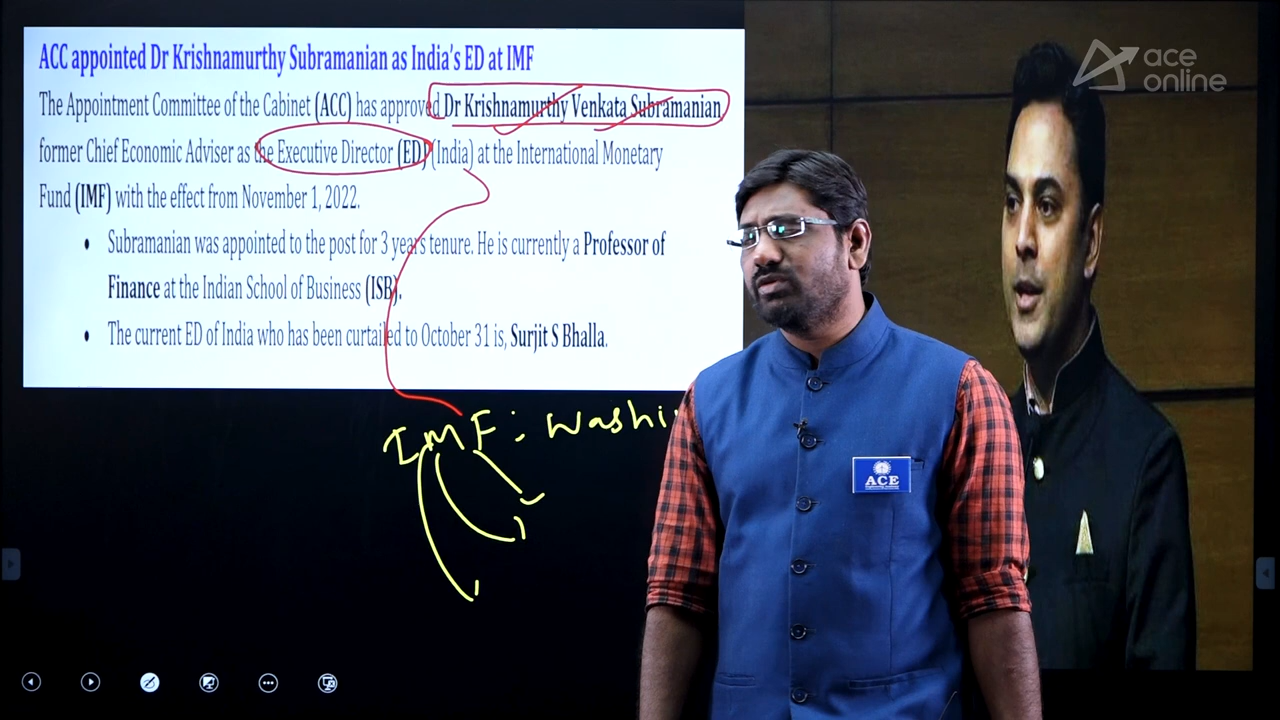 ACC appointed Dr Krishnamurthy Subramanian as India's ED at IMF
The Appointment Committee of the Cabinet (ACC) has approved Dr Krishnamurthy Venkata Subramanian,
former Chief Economic Adviser as the Executive Director (ED) (India) at the International Monetary
Fund (IMF) with the effect from November 1, 2022.
• Subramanian was appointed to the post for 3 years tenure. He is currently a Professor of
Finance at the Indian School of Business (ISB).
• The current ED of India who has been curtailed to October 31 is, Surjit S Bhalla.
IMF: Washi
ace
online
ACE